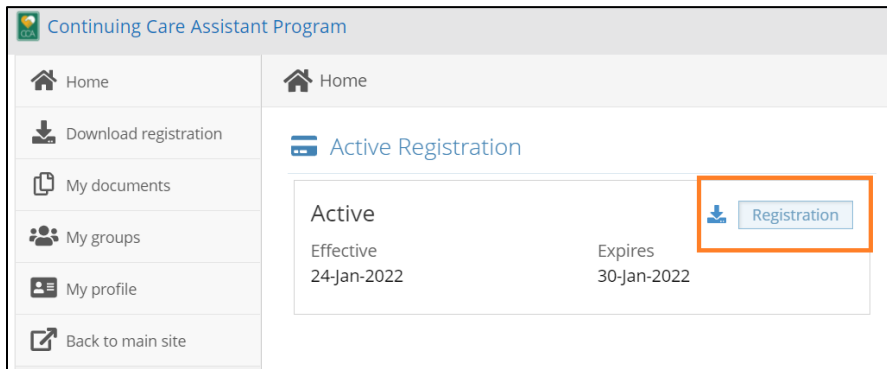 CCA
Continuing Care Assistant Program
Home
Download registration
My documents
My groups
My profile
Back to main site
Home
Active Registration
Active
Registration
Effective
Expires
24-Jan-2022
30-Jan-2022